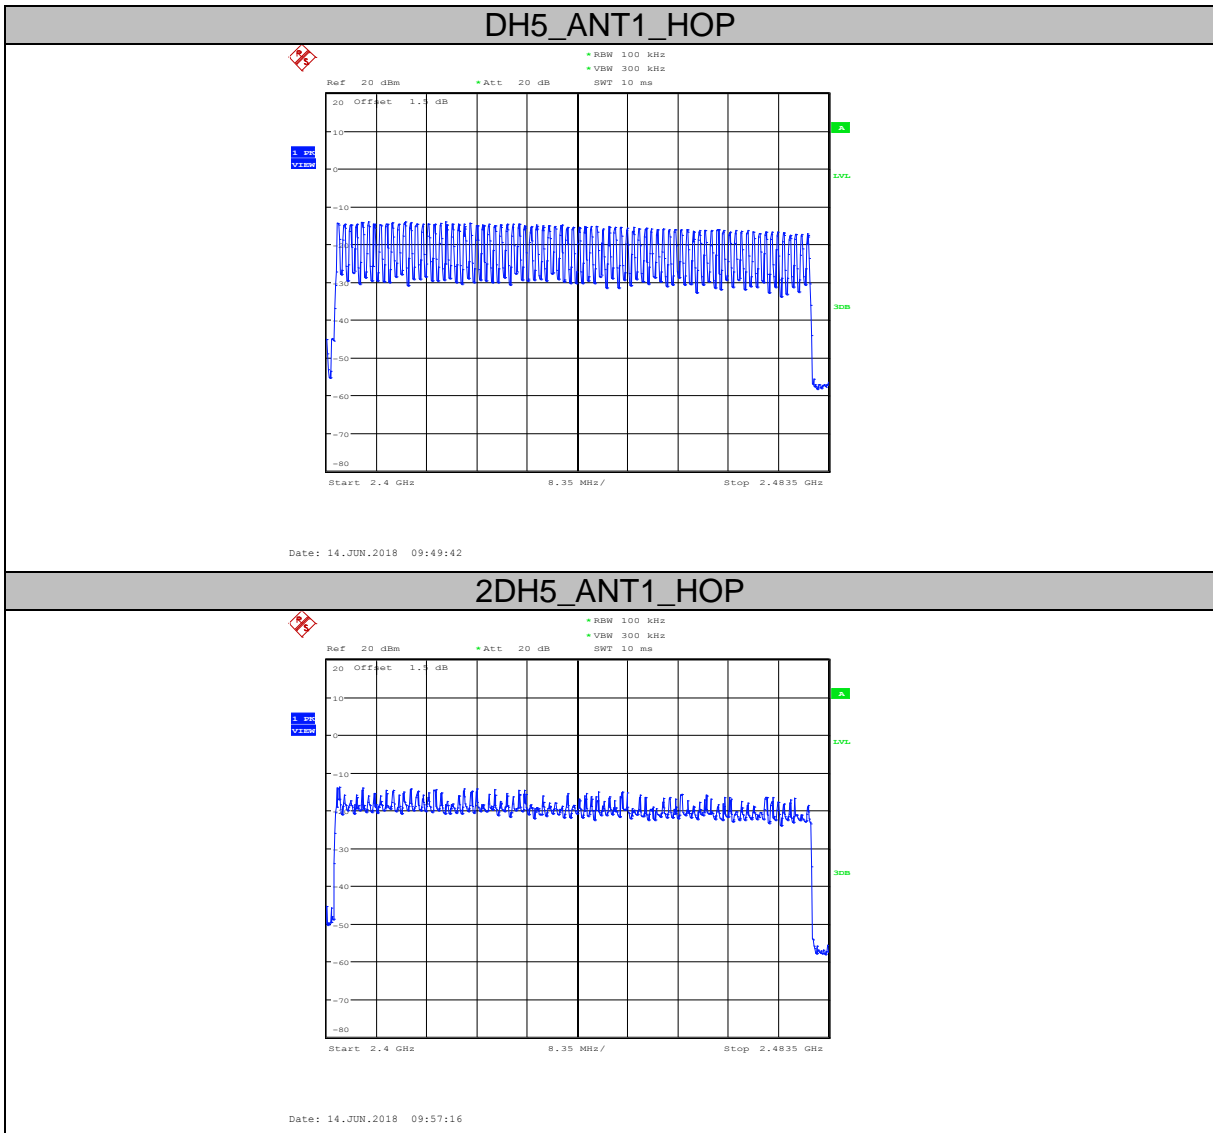 DH5_ANT1_HOP
R S
* RBW 100 kHz
* VBW 300 kHz
Ref 20 dBm * Att 20 dB SWT 10 ms
20 Offset 1.5 dB
A
10
1 PK
VIEW
0
LVL
-10
-20
-30
3DB
-40
-50
-60
-70
-80
Start 2.4 GHz 8.35 MHz/ Stop 2.4835 GHz
Date: 14.JUN.2018 09:49:42
2DH5_ANT1_HOP
R S
* RBW 100 kHz
* VBW 300 kHz
Ref 20 dBm * Att 20 dB SWT 10 ms
20 Offset 1.5 dB
A
10
1 PK
VIEW
0
LVL
-10
-20
-30
3DB
-40
-50
-60
-70
-80
Start 2.4 GHz 8.35 MHz/ Stop 2.4835 GHz
Date: 14.JUN.2018 09:57:16